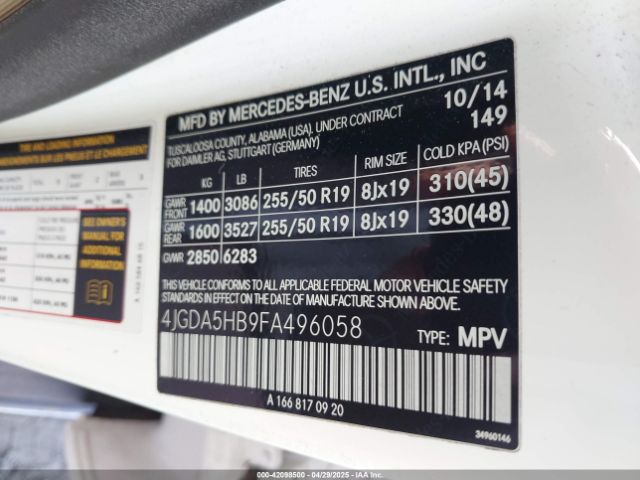 MFD BY MERCEDES-BENZ U.S. INTL., INC
TUSCALOOSA COUNTY, ALABAMA (USA), UNDER CONTRACT 10/14
FOR DAIMLER AG, STUTTGART (GERMANY) 149
KG LB TIRES RIM SIZE COLD KPA (PSI)
GAWR FRONT 1400 3086 255/50 R19 8Jx19 310(45)
GAWR REAR 1600 3527 255/50 R19 8Jx19 330(48)
GVWR 2850 6283
THIS VEHICLE CONFORMS TO ALL APPLICABLE FEDERAL MOTOR VEHICLE SAFETY
STANDARDS IN EFFECT ON THE DATE OF MANUFACTURE SHOWN ABOVE.
4JGDA5HB9FA496058 TYPE: MPV
A 166 817 09 20
34960146
TIRE AND LOADING INFORMATION
SEE OWNER'S
MANUAL FOR
ADDITIONAL
INFORMATION
000-42098500 04/29/2025 IAA Inc.